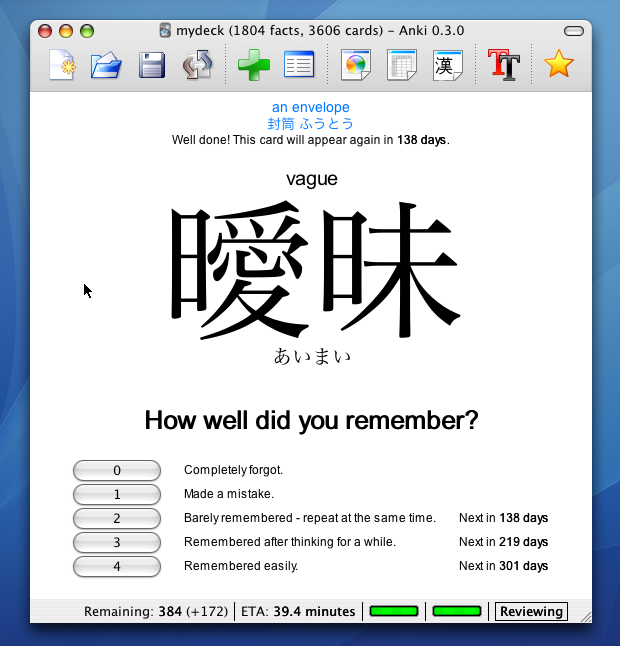 mydeck (1804 facts, 3606 cards) – Anki 0.3.0
漢 TT
an envelope
封筒 ふうとう
Well done! This card will appear again in 138 days.
vague
曖昧
あいまい
How well did you remember?
0 Completely forgot.
1 Made a mistake.
2 Barely remembered - repeat at the same time. Next in 138 days
3 Remembered after thinking for a while. Next in 219 days
4 Remembered easily. Next in 301 days
Remaining: 384 (+172) ETA: 39.4 minutes Reviewing